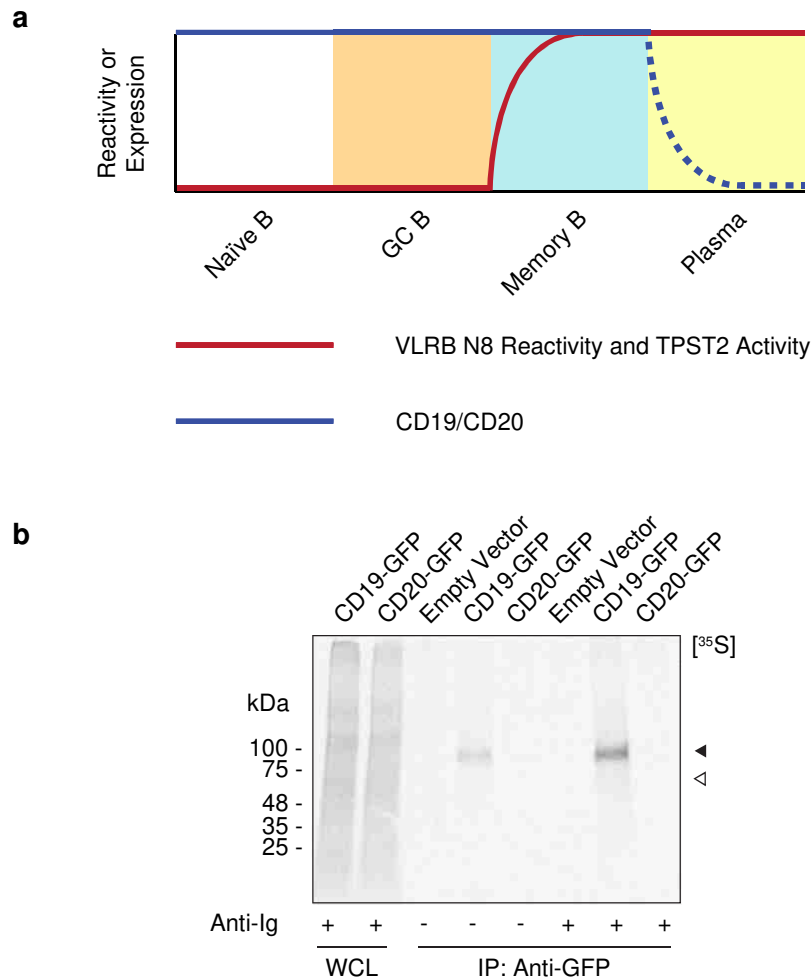 a
Reactivity or
Expression
Naïve B
GC B
Memory B
Plasma
VLRB N8 Reactivity and TPST2 Activity
CD19/CD20
b
CD19-GFP
CD20-GFP
Empty Vector
CD19-GFP
CD20-GFP
Empty Vector
CD19-GFP
CD20-GFP
[³⁵S]
kDa
100 -
75 -
48 -
35 -
25 -
Anti-Ig + + - - - + + +
WCL IP: Anti-GFP